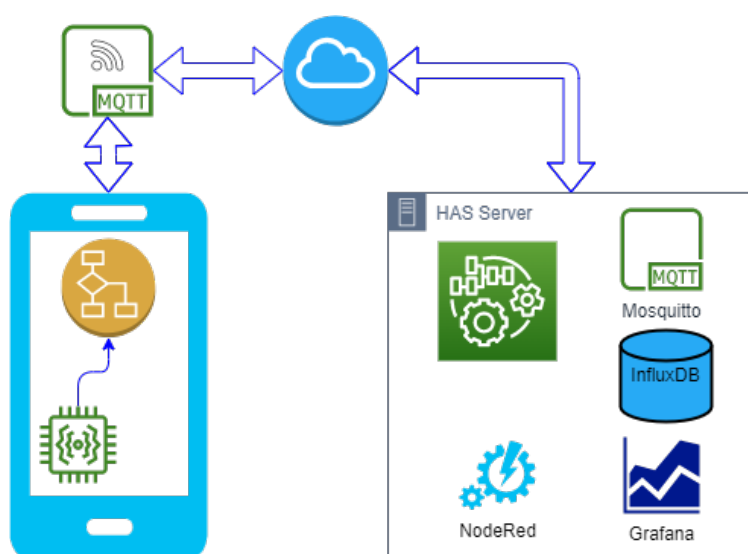 MQTT
HAS Server
MQTT
Mosquitto
InfluxDB
NodeRed
Grafana